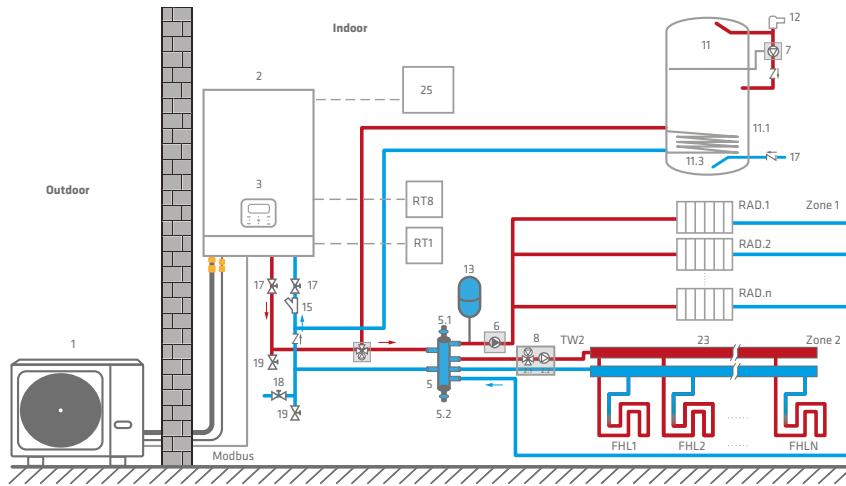 Indoor
12
11
7
2
25
11.1
11.3
17
Outdoor
3
RT8
RT1
RAD.1
Zone 1
RAD.2
RAD.n
17
17
15
13
5.1
6
8
TW2
23
Zone 2
1
19
18
19
5
5.2
FHL1
FHL2
FHLN
Modbus